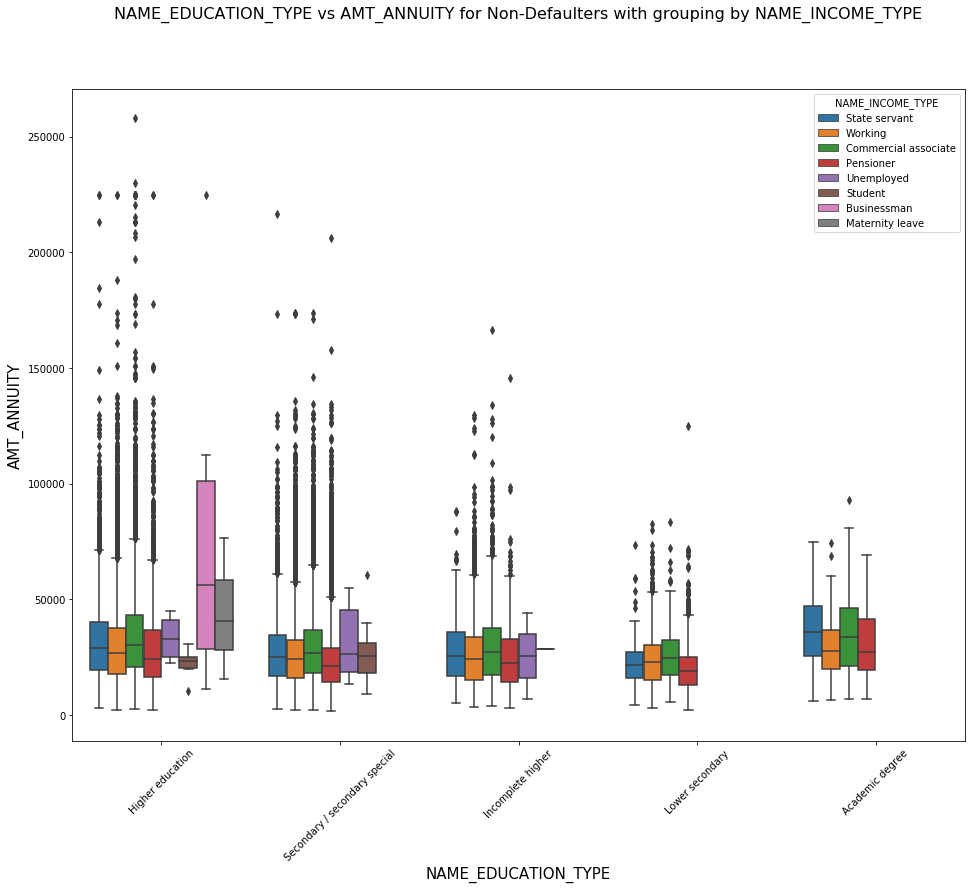 NAME_EDUCATION_TYPE vs AMT_ANNUITY for Non-Defaulters with grouping by NAME_INCOME_TYPE
NAME_INCOME_TYPE
State servant
Working
Commercial associate
Pensioner
Unemployed
Student
Businessman
Maternity leave
AMT_ANNUITY
250000
200000
150000
100000
50000
0
Higher education
Secondary / secondary special
Incomplete higher
Lower secondary
Academic degree
NAME_EDUCATION_TYPE